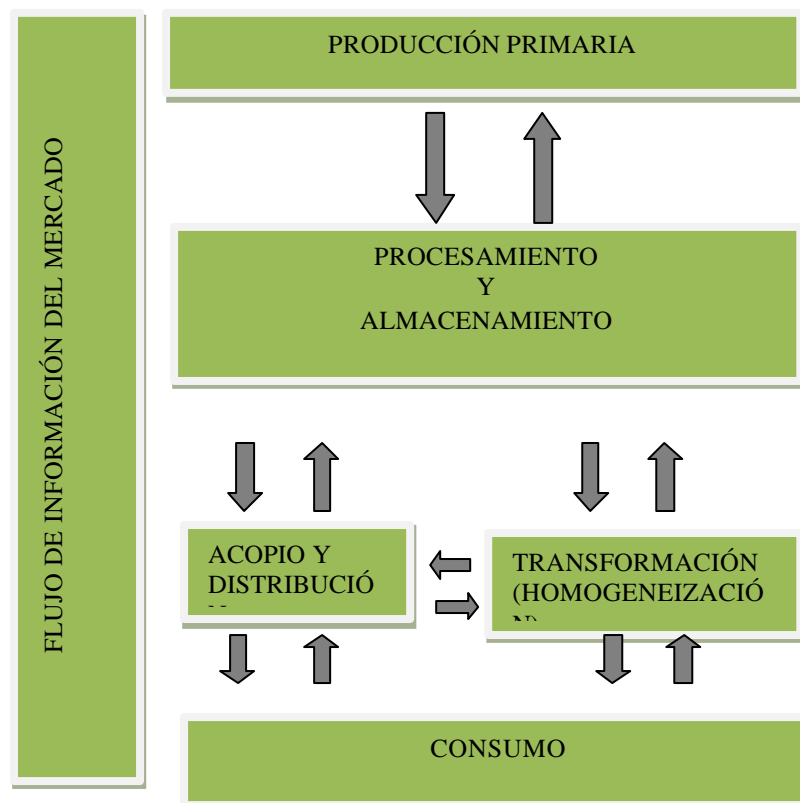 FLUJO DE INFORMACIÓN DEL MERCADO
PRODUCCIÓN PRIMARIA
PROCESAMIENTO
Y
ALMACENAMIENTO
ACOPIO Y
DISTRIBUCIÓ
N
TRANSFORMACIÓN
(HOMOGENEIZACIÓ
N)
CONSUMO